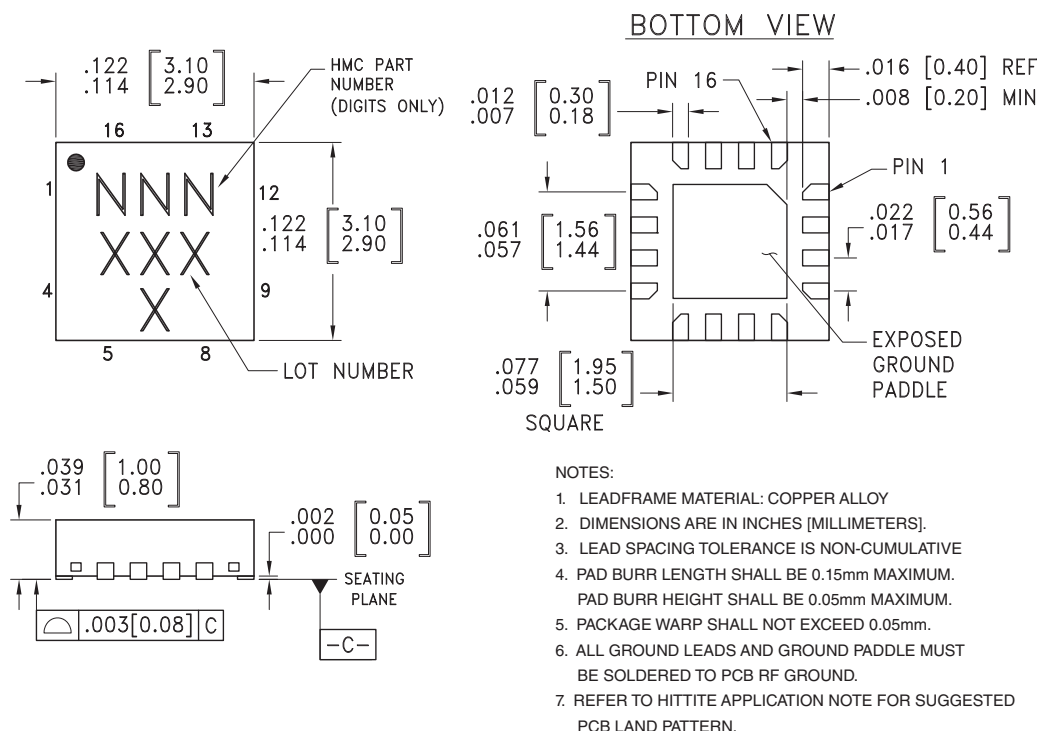 BOTTOM VIEW
.122 [3.10]
.114 [2.90]
HMC PART
NUMBER
(DIGITS ONLY)
16 13
1
12
4
9
5 8
NNN
XXX
X
.122 [3.10]
.114 [2.90]
LOT NUMBER
.012 [0.30]
.007 [0.18]
PIN 16
.016 [0.40] REF
.008 [0.20] MIN
PIN 1
.061 [1.56]
.057 [1.44]
.022 [0.56]
.017 [0.44]
.077 [1.95]
.059 [1.50]
SQUARE
EXPOSED
GROUND
PADDLE
.039 [1.00]
.031 [0.80]
.002 [0.05]
.000 [0.00]
SEATING
PLANE
.003[0.08] C
-C-
NOTES:
1. LEADFRAME MATERIAL: COPPER ALLOY
2. DIMENSIONS ARE IN INCHES [MILLIMETERS].
3. LEAD SPACING TOLERANCE IS NON-CUMULATIVE
4. PAD BURR LENGTH SHALL BE 0.15mm MAXIMUM.
PAD BURR HEIGHT SHALL BE 0.05mm MAXIMUM.
5. PACKAGE WARP SHALL NOT EXCEED 0.05mm.
6. ALL GROUND LEADS AND GROUND PADDLE MUST
BE SOLDERED TO PCB RF GROUND.
7. REFER TO HITTITE APPLICATION NOTE FOR SUGGESTED
PCB LAND PATTERN.